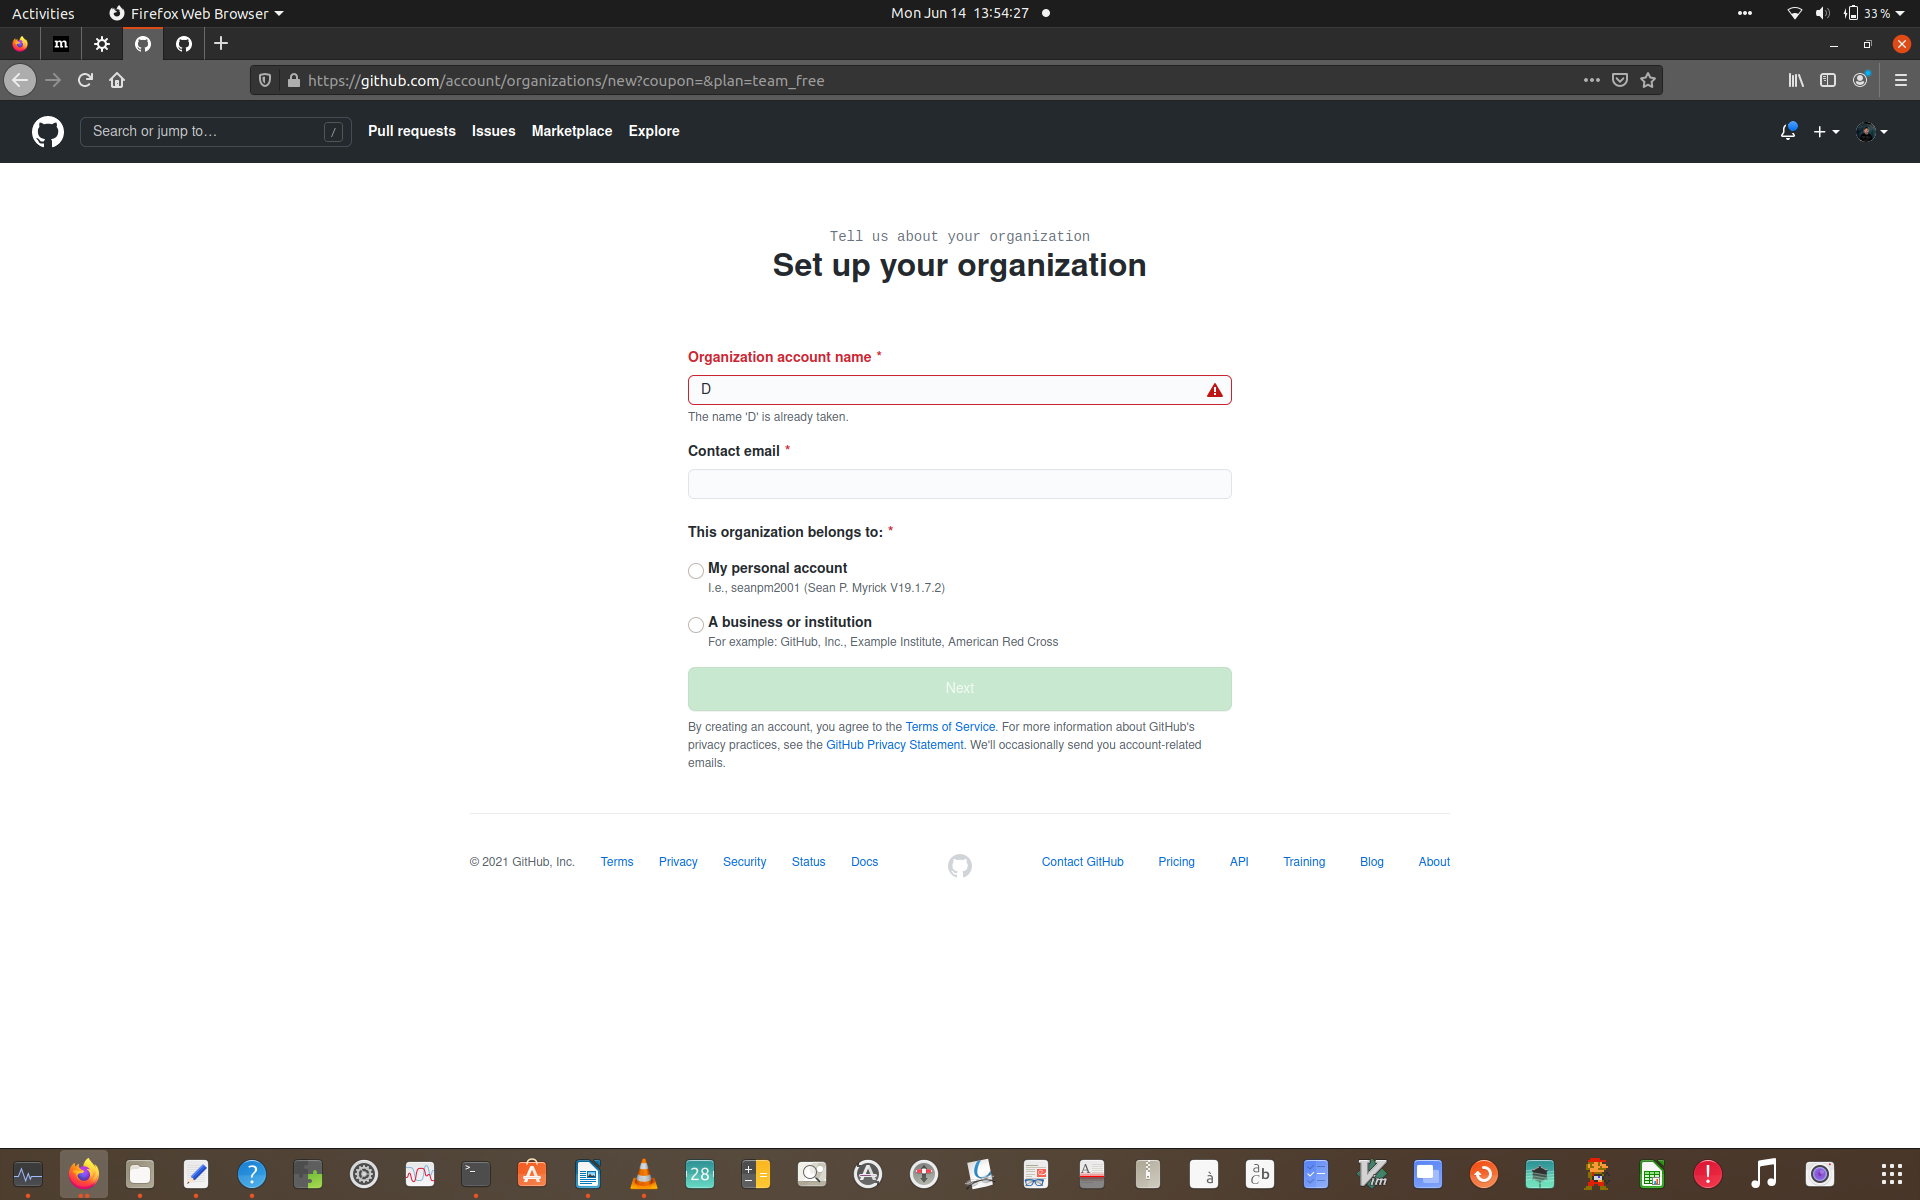 Activities
Firefox Web Browser
Mon Jun 14 13:54:27
33 %
m
https://github.com/account/organizations/new?coupon=&plan=team_free
Search or jump to…
/
Pull requests
Issues
Marketplace
Explore
Tell us about your organization
Set up your organization
Organization account name *
D
The name 'D' is already taken.
Contact email *
This organization belongs to: *
My personal account
I.e., seanpm2001 (Sean P. Myrick V19.1.7.2)
A business or institution
For example: GitHub, Inc., Example Institute, American Red Cross
Next
By creating an account, you agree to the Terms of Service. For more information about GitHub's
privacy practices, see the GitHub Privacy Statement. We'll occasionally send you account-related
emails.
© 2021 GitHub, Inc.
Terms
Privacy
Security
Status
Docs
Contact GitHub
Pricing
API
Training
Blog
About
28